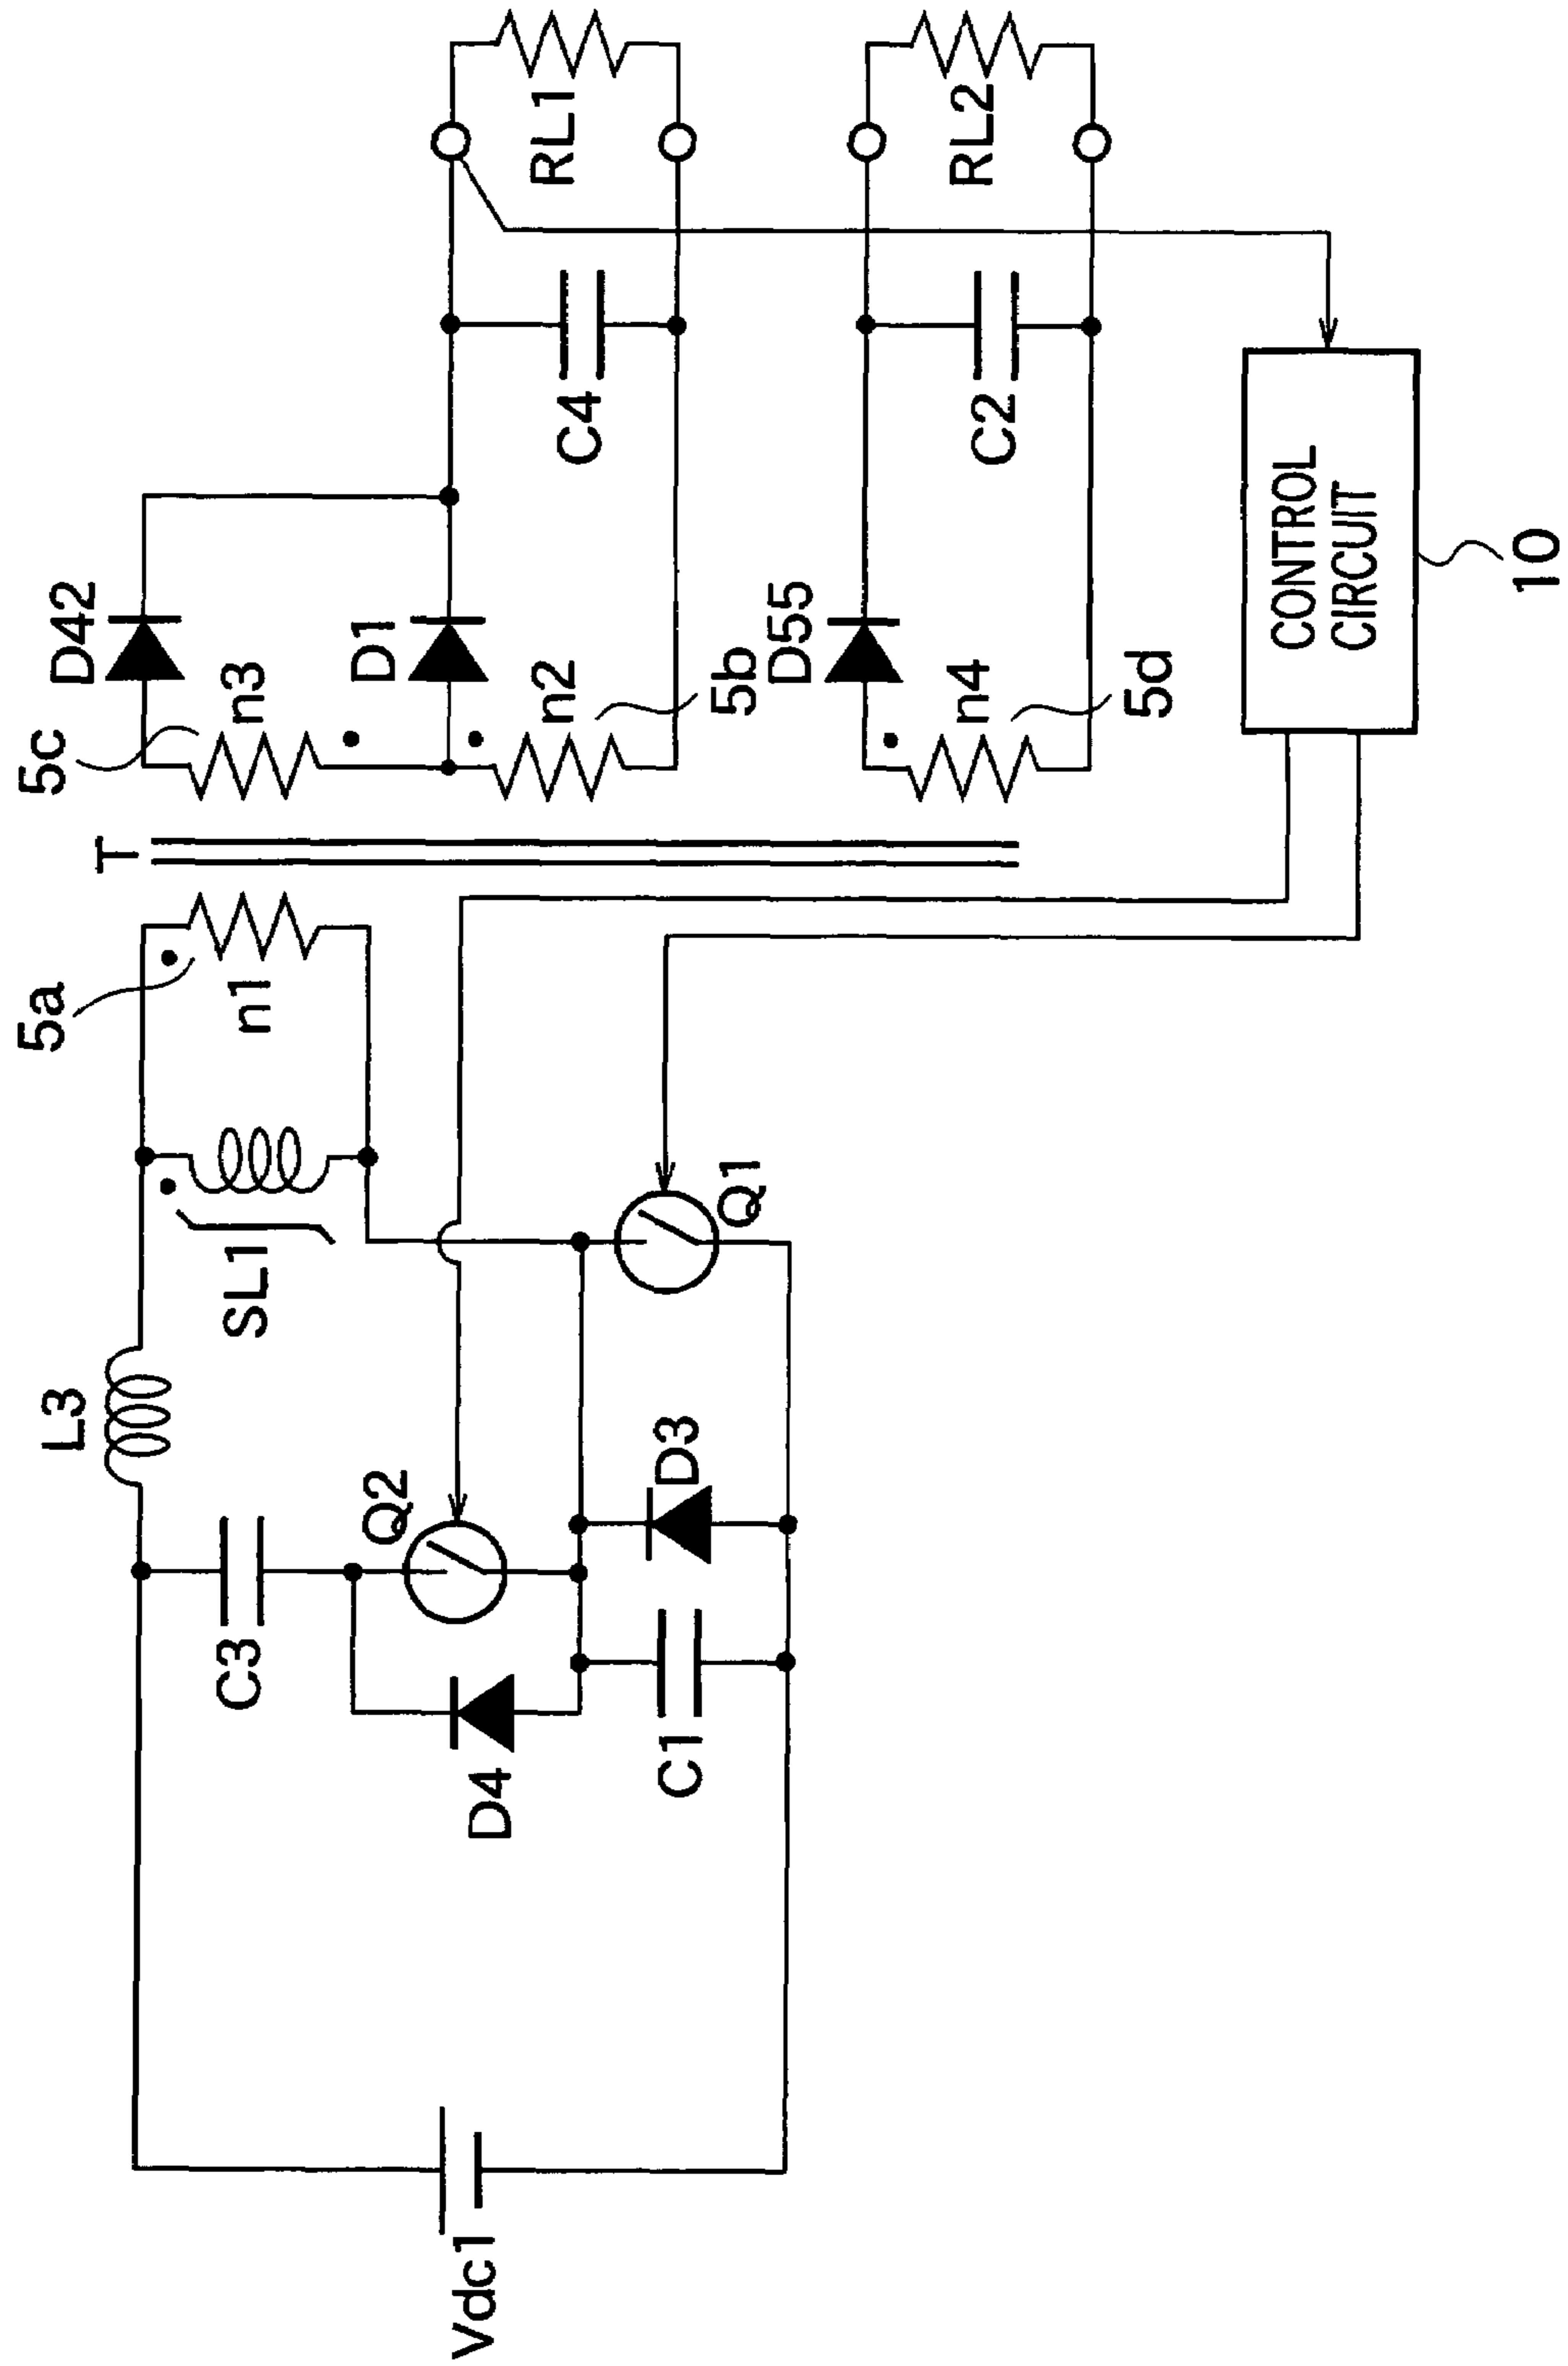 Vdc1
C3
D4
C1
Q2
D3
L3
SL1
Q1
5a
n1
T
5c
n3
D42
D1
n2
5b
C4
RL1
D55
n4
5d
C2
RL2
CONTROL
CIRCUIT
10